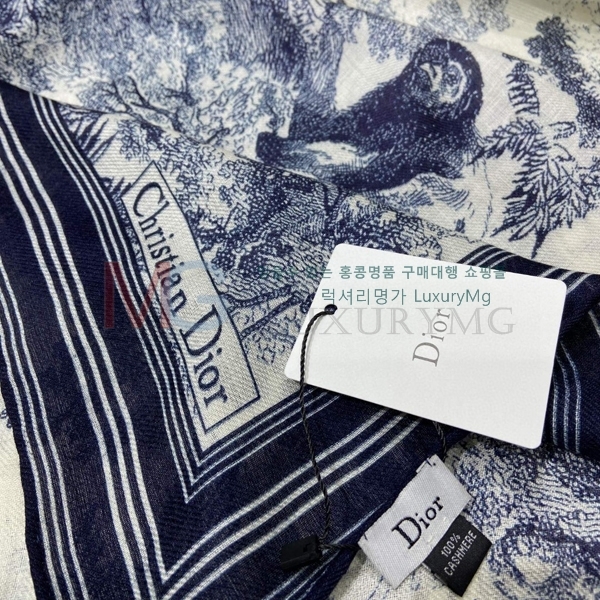 Christian Dior
는 홍콩명품 구매대행 쇼핑몰
럭셔리명가 LuxuryMg
LUXURYMG
Dior
Dior
100%
CASHMERE